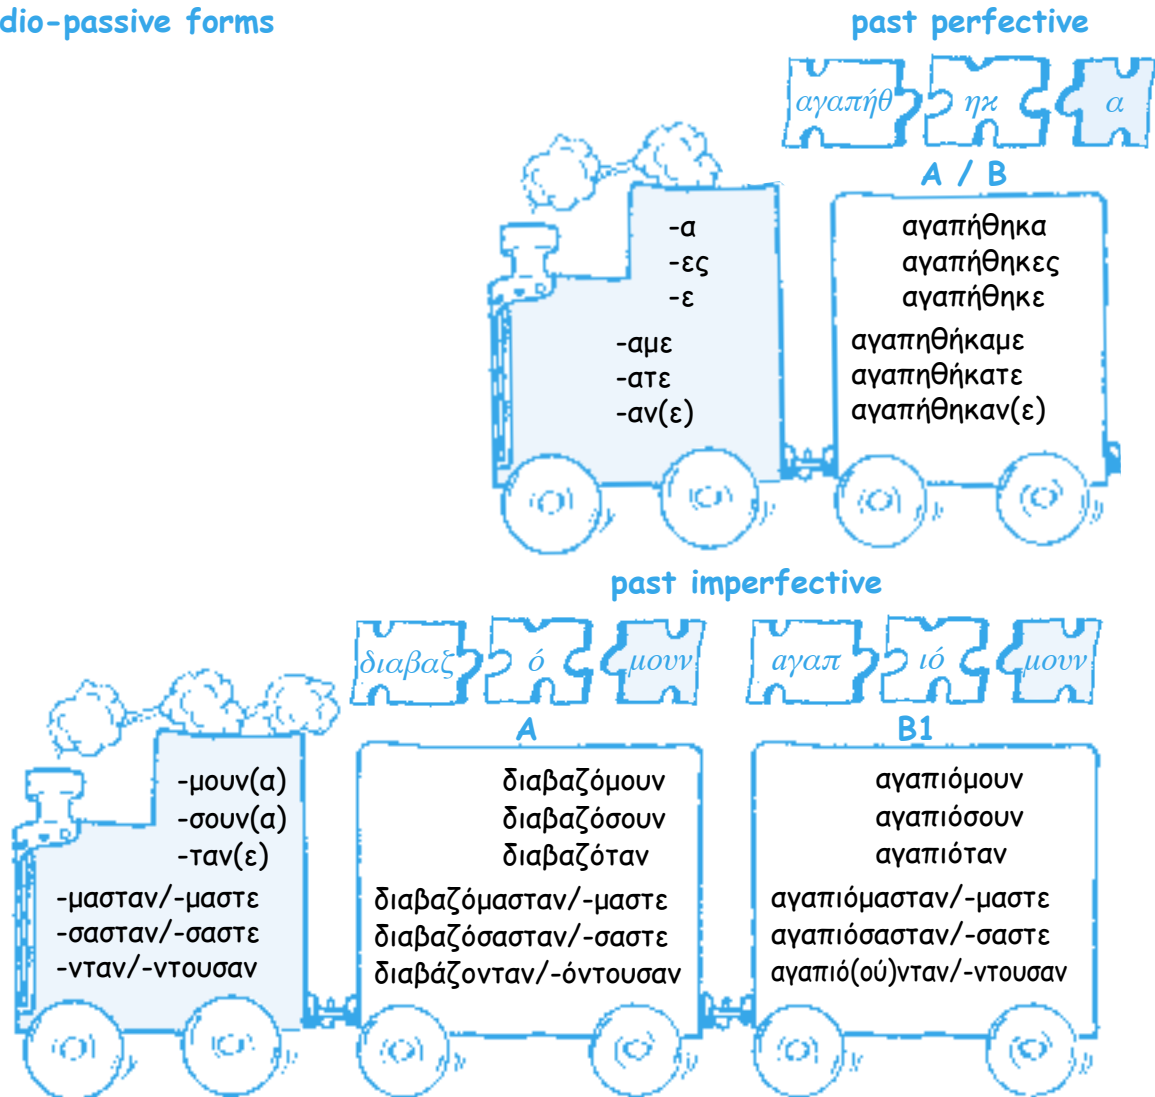 dio-passive forms
past perfective
αγαπήθ ηκ α
A / B
-α
-ες
-ε
-αμε
-ατε
-αν(ε)
αγαπήθηκα
αγαπήθηκες
αγαπήθηκε
αγαπηθήκαμε
αγαπηθήκατε
αγαπήθηκαν(ε)
past imperfective
διαβαζ ό μουν
αγαπ ιό μουν
A
B1
-μουν(α)
-σουν(α)
-ταν(ε)
-μασταν/-μαστε
-σασταν/-σαστε
-νταν/-ντουσαν
διαβαζόμουν
διαβαζόσουν
διαβαζόταν
διαβαζόμασταν/-μαστε
διαβαζόσασταν/-σαστε
διαβάζονταν/-όντουσαν
αγαπιόμουν
αγαπιόσουν
αγαπιόταν
αγαπιόμασταν/-μαστε
αγαπιόσασταν/-σαστε
αγαπιό(ού)νταν/-ντουσαν